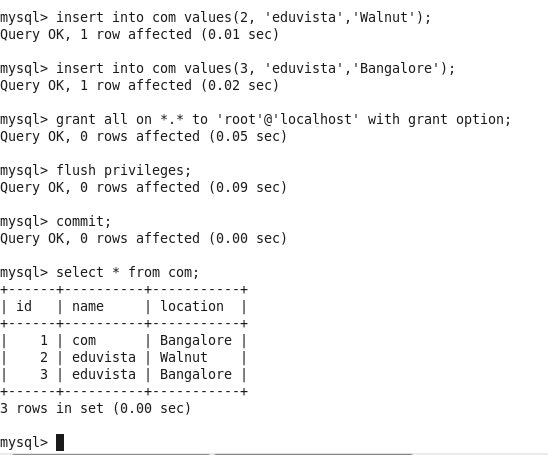 mysql> insert into com values(2, 'eduvista','Walnut');
Query OK, 1 row affected (0.01 sec)
mysql> insert into com values(3, 'eduvista','Bangalore');
Query OK, 1 row affected (0.02 sec)
mysql> grant all on *.* to 'root'@'localhost' with grant option;
Query OK, 0 rows affected (0.05 sec)
mysql> flush privileges;
Query OK, 0 rows affected (0.09 sec)
mysql> commit;
Query OK, 0 rows affected (0.00 sec)
mysql> select * from com;
+------+----------+-----------+
| id   | name     | location  |
+------+----------+-----------+
|    1 | com      | Bangalore |
|    2 | eduvista | Walnut    |
|    3 | eduvista | Bangalore |
+------+----------+-----------+
3 rows in set (0.00 sec)
mysql>